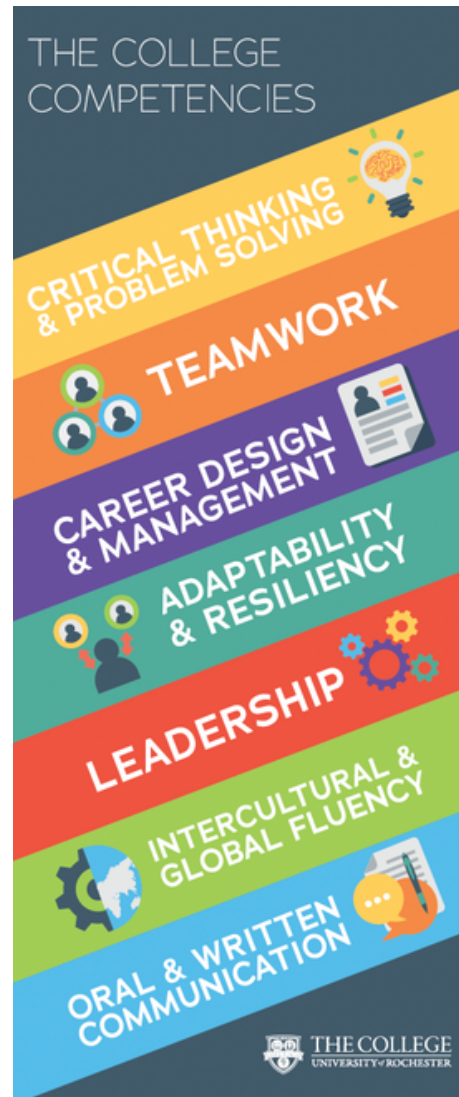 THE COLLEGE
COMPETENCIES
CRITICAL THINKING
& PROBLEM SOLVING
TEAMWORK
CAREER DESIGN
& MANAGEMENT
ADAPTABILITY
& RESILIENCY
LEADERSHIP
INTERCULTURAL &
GLOBAL FLUENCY
ORAL & WRITTEN
COMMUNICATION
THE COLLEGE
UNIVERSITY of ROCHESTER